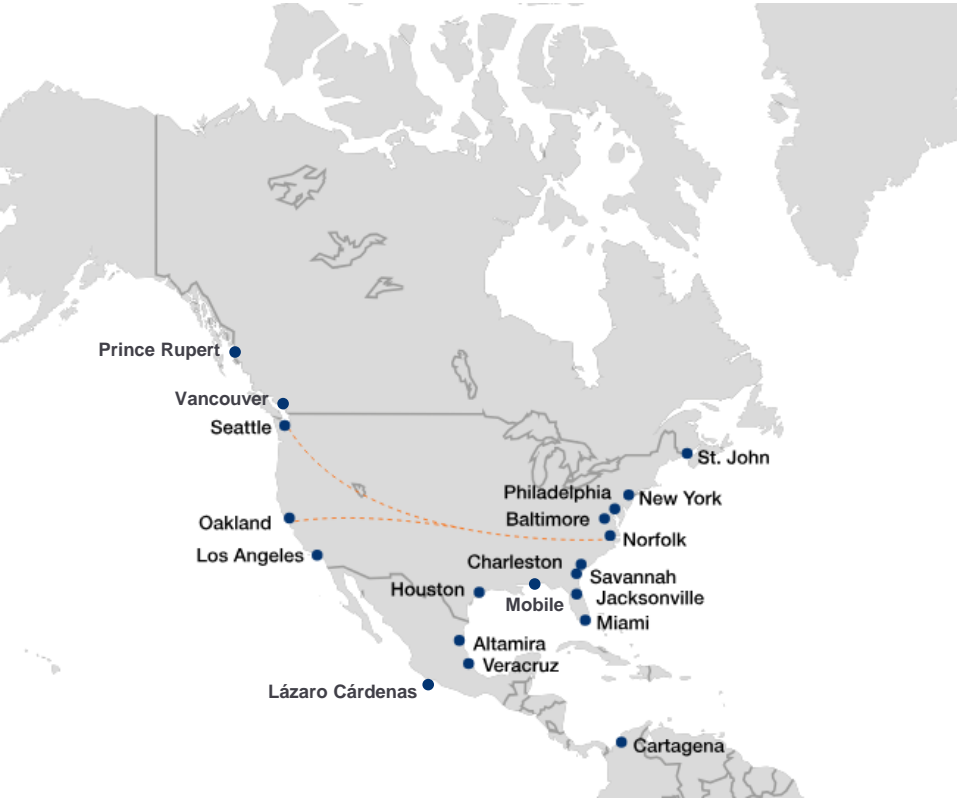 Prince Rupert
Vancouver
Seattle
St. John
Philadelphia
New York
Oakland
Baltimore
Norfolk
Los Angeles
Charleston
Savannah
Houston
Jacksonville
Mobile
Miami
Altamira
Veracruz
Lázaro Cárdenas
Cartagena